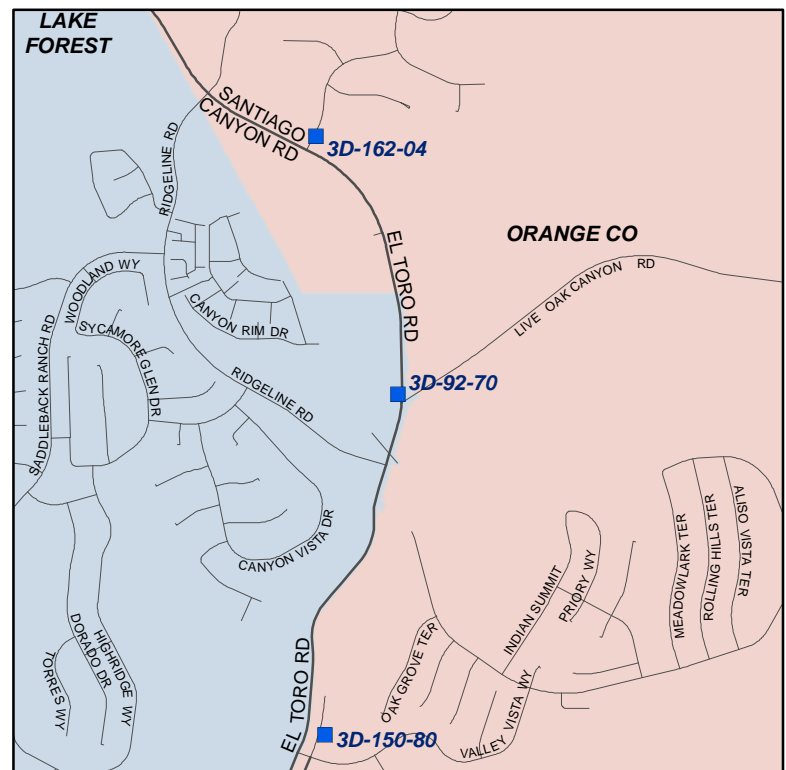 LAKE
FOREST
SANTIAGO
CANYON RD
3D-162-04
RIDGELINE RD
ORANGE CO
EL TORO RD
LIVE OAK CANYON RD
WOODLAND WY
CANYON RIM DR
SYCAMORE GLEN DR
SADDLEBACK RANCH RD
RIDGELINE RD
3D-92-70
CANYON VISTA DR
MEADOWLARK TER
ROLLING HILLS TER
ALISO VISTA TER
INDIAN SUMMIT
PRIORY WY
OAK GROVE TER
VALLEY VISTA WY
HIGHRIDGE WY
DORADO DR
TORRES WY
EL TORO RD
3D-150-80